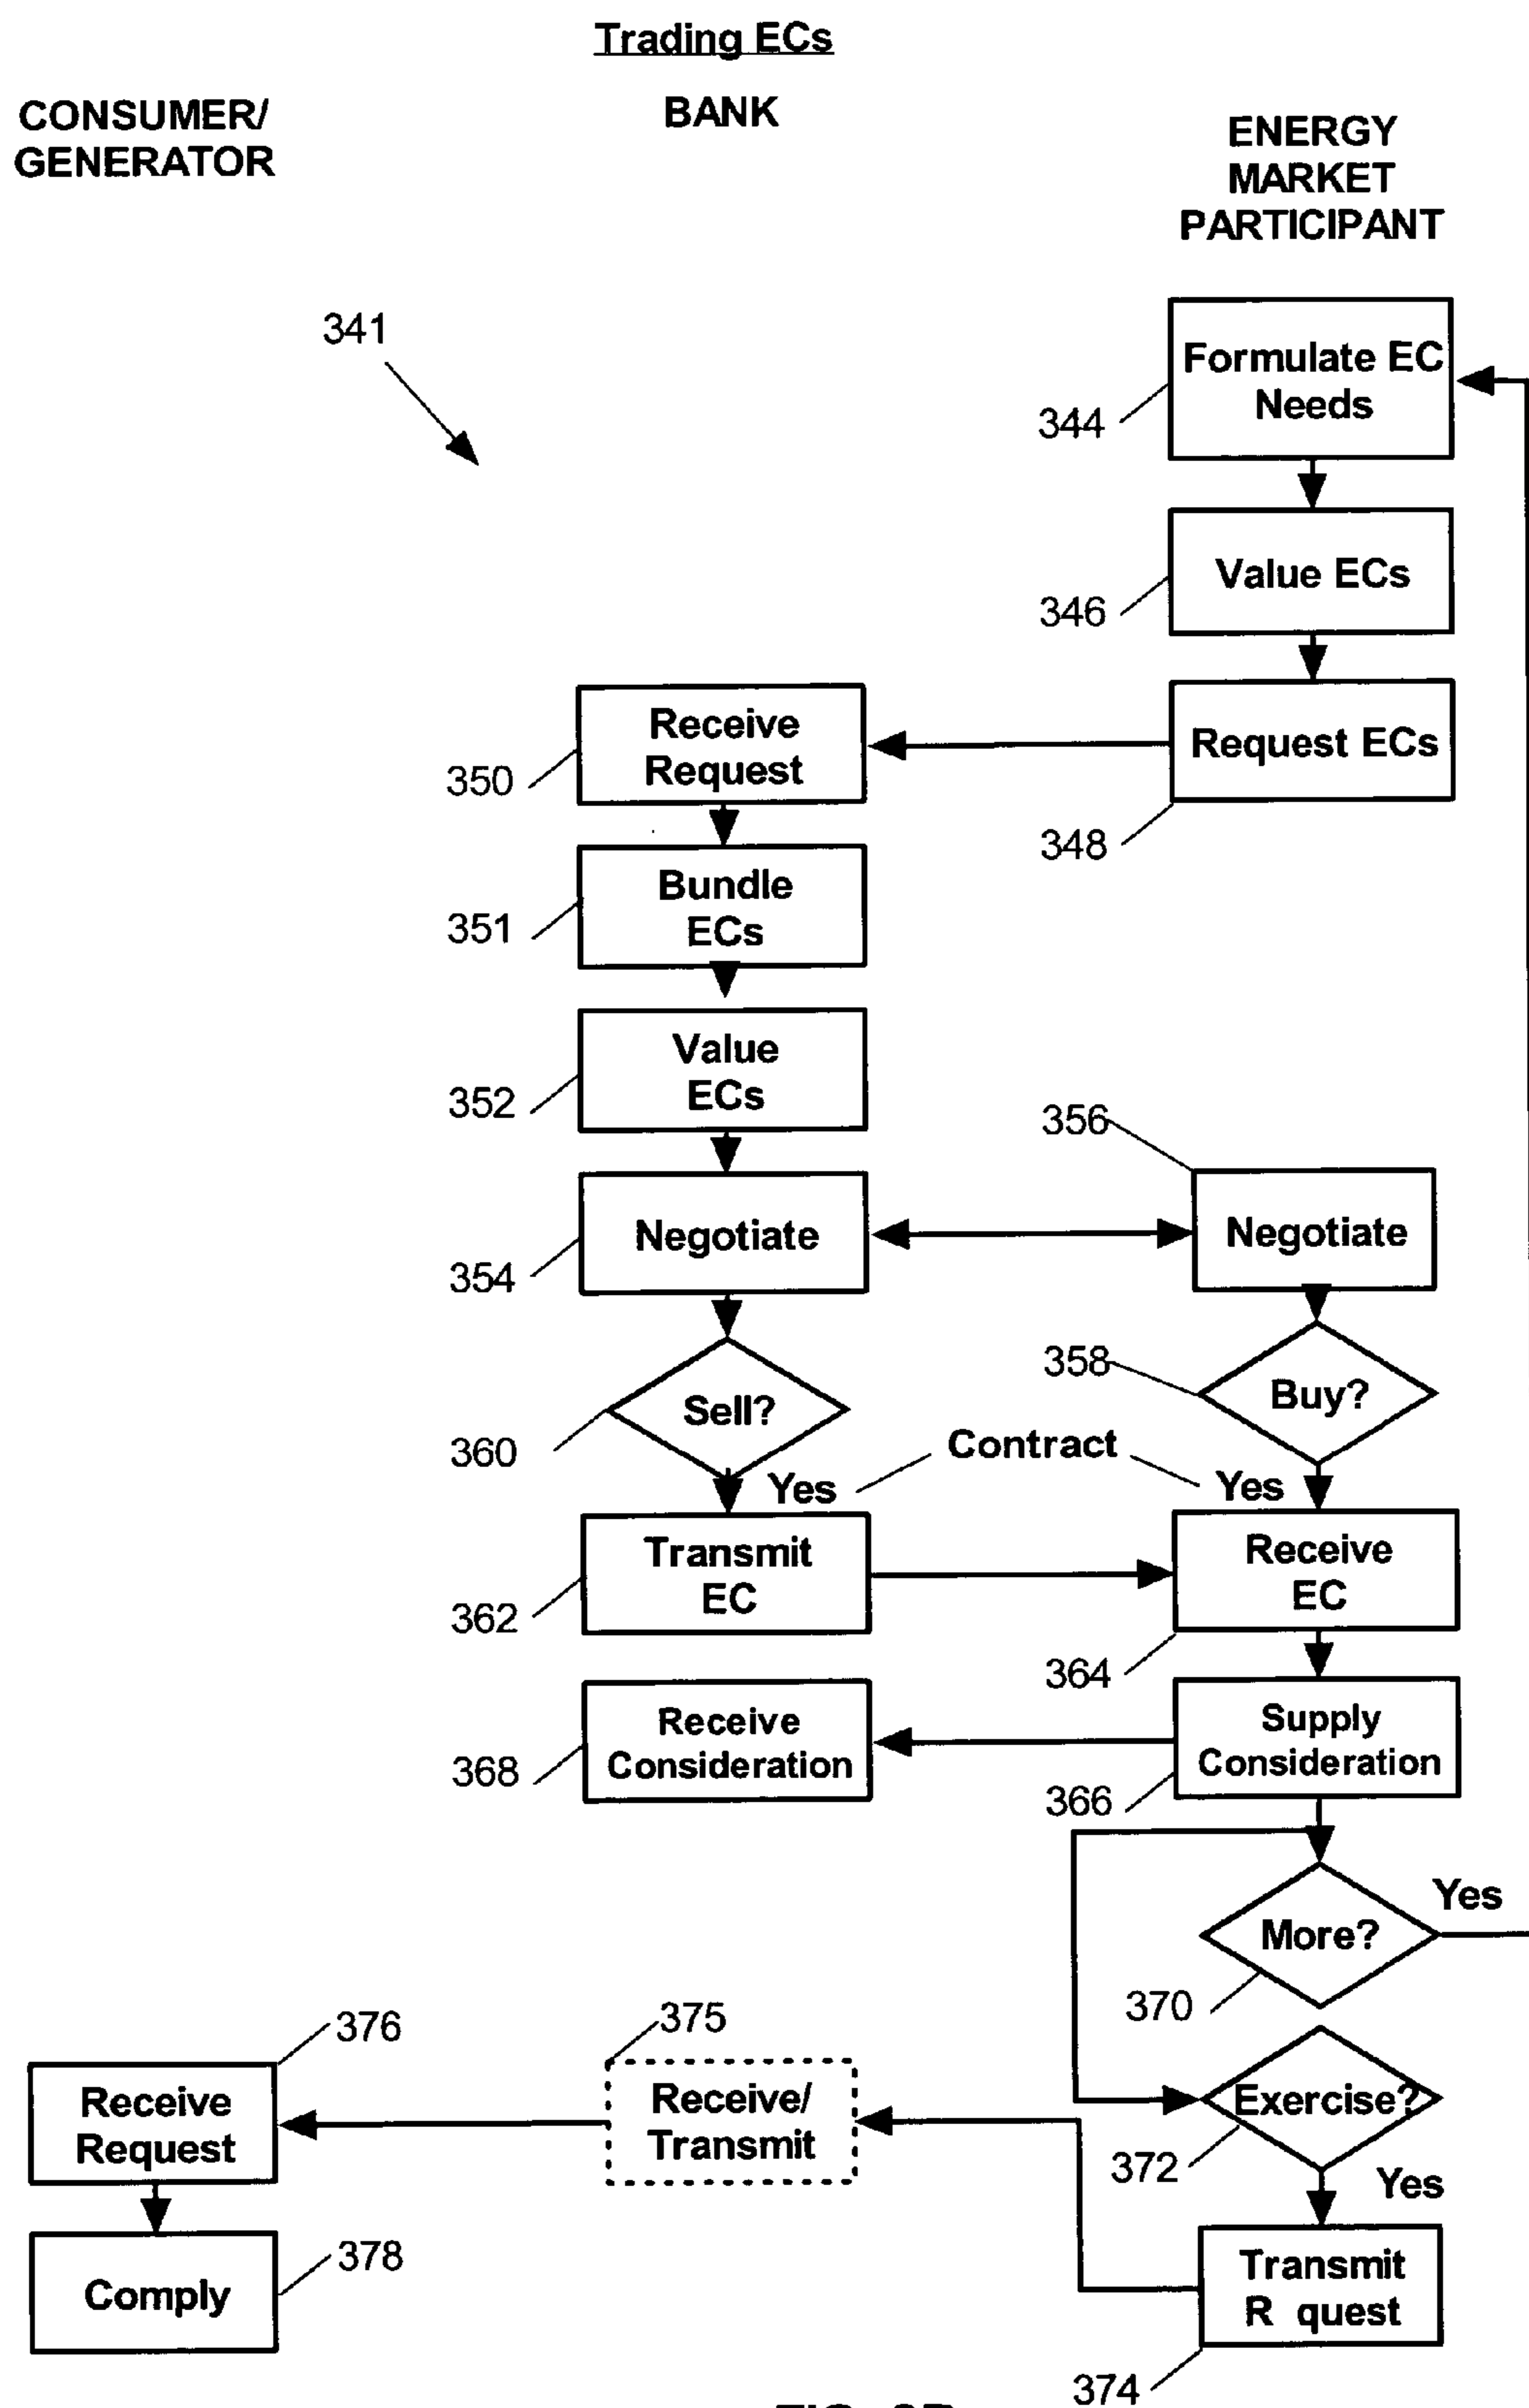 Trading ECs
CONSUMER/
GENERATOR
BANK
ENERGY
MARKET
PARTICIPANT
341
Formulate EC
Needs
344
Value ECs
346
Request ECs
348
Receive
Request
350
Bundle
ECs
351
Value
ECs
352
Negotiate
354
356
Negotiate
358
Buy?
Sell?
360
Contract
Yes
Yes
Transmit
EC
362
Receive
EC
364
Receive
Consideration
368
Supply
Consideration
366
More?
Yes
370
Exercise?
372
Yes
375
Receive/
Transmit
376
Receive
Request
378
Comply
Transmit
R quest
374